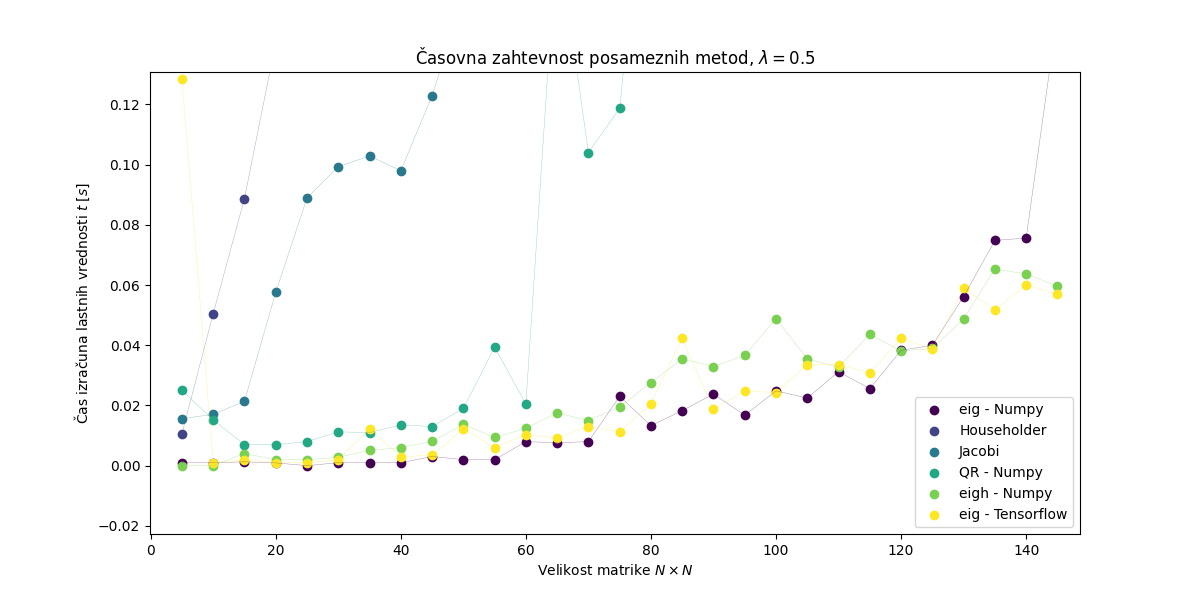 Časovna zahtevnost posameznih metod, λ = 0.5
Čas izračuna lastnih vrednosti t [s]
0.12
0.10
0.08
0.06
0.04
0.02
0.00
−0.02
0 20 40 60 80 100 120 140
Velikost matrike N × N
eig - Numpy
Householder
Jacobi
QR - Numpy
eigh - Numpy
eig - Tensorflow